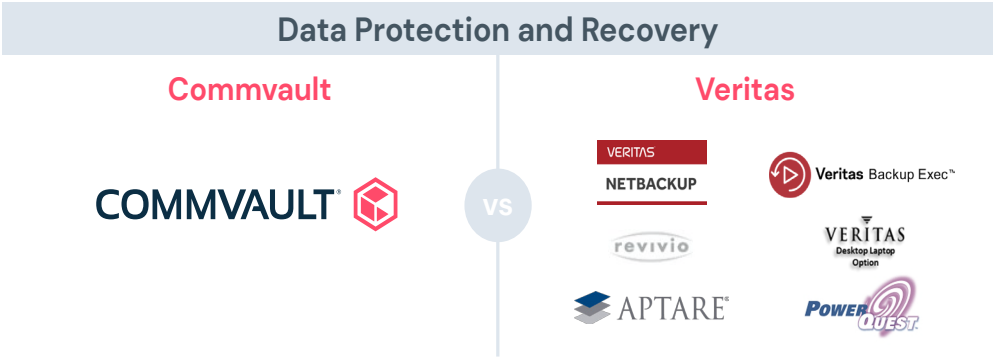 Data Protection and Recovery
Commvault
Veritas
COMMVAULT®
vs
VERITAS
NETBACKUP
Veritas Backup Exec™
revivio
VERITAS
Desktop Laptop
Option
APTARE®
POWER
QUEST